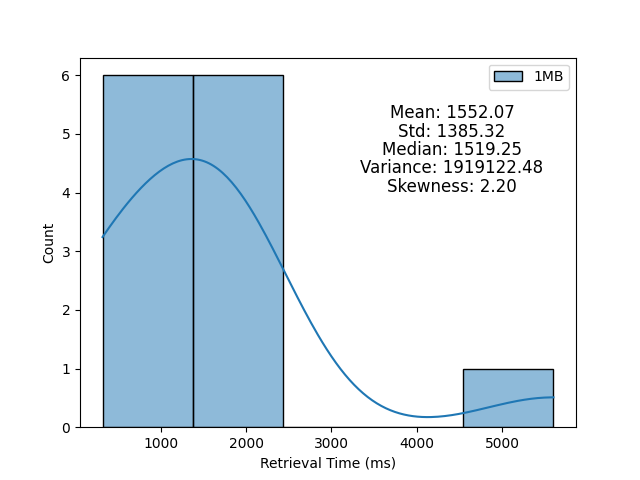 1MB
Mean: 1552.07
Std: 1385.32
Median: 1519.25
Variance: 1919122.48
Skewness: 2.20
6
5
4
3
2
1
0
Count
1000 2000 3000 4000 5000
Retrieval Time (ms)